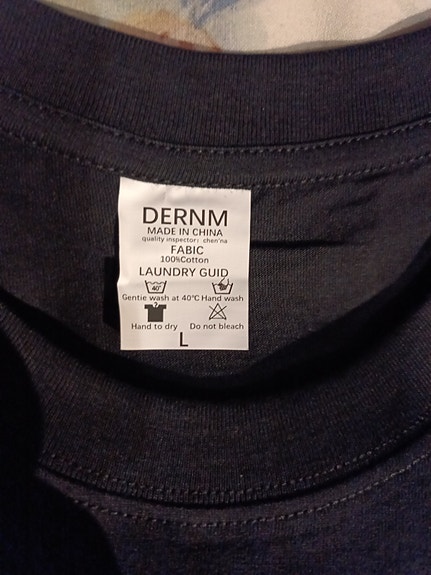 DERNM
MADE IN CHINA
quality inspector: chen'na
FABIC
100%Cotton
LAUNDRY GUID
40°
Gentie wash at 40℃ Hand wash
Hand to dry Do not bleach
L